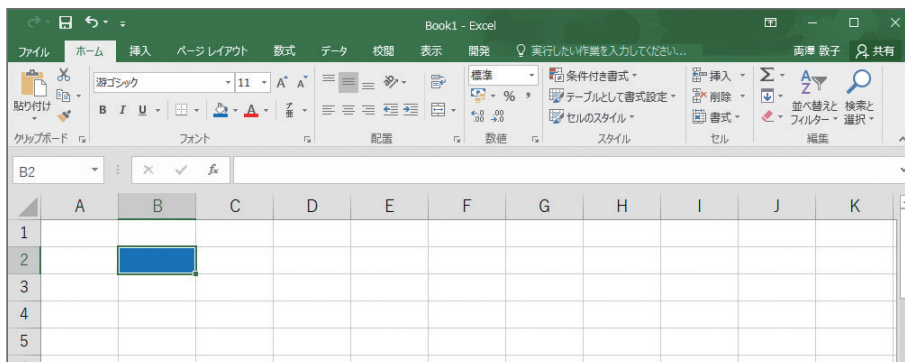 Book1 - Excel
ファイル ホーム 挿入 ページ レイアウト 数式 データ 校閲 表示 開発 実行したい作業を入力してください... 両澤 敦子 共有
貼り付け 游ゴシック 11 A A 標準 条件付き書式 挿入 Σ A Z
B I U A 亜 % , テーブルとして書式設定 削除 並べ替えと フィルター 検索と 選択
.0 .00 .00 .0 セルのスタイル 書式
クリップボード フォント 配置 数値 スタイル セル 編集
B2 fx
A B C D E F G H I J K
1
2
3
4
5